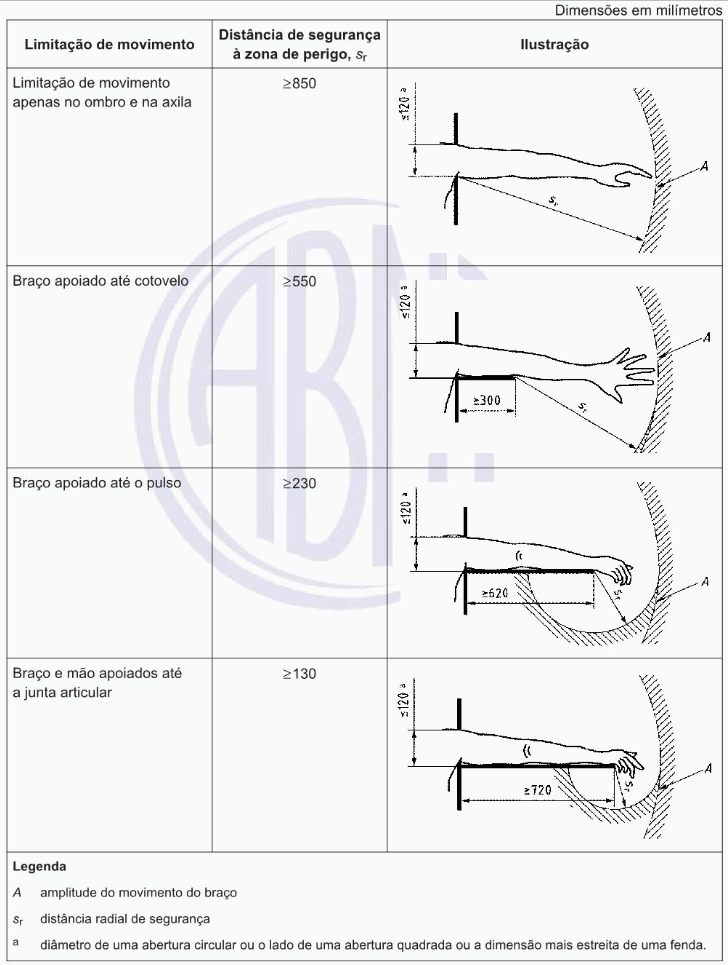 Dimensões em milímetros
Limitação de movimento
Distância de segurança
à zona de perigo, sr
Ilustração
Limitação de movimento
apenas no ombro e na axila
≥850
≤120 a
A
sr
Braço apoiado até cotovelo
≥550
≤120 a
A
≥300
sr
Braço apoiado até o pulso
≥230
≤120 a
A
≥620
sr
Braço e mão apoiados até
a junta articular
≥130
≤120 a
A
≥720
sr
ABNT
Legenda
A amplitude do movimento do braço
sr distância radial de segurança
a diâmetro de uma abertura circular ou o lado de uma abertura quadrada ou a dimensão mais estreita de uma fenda.